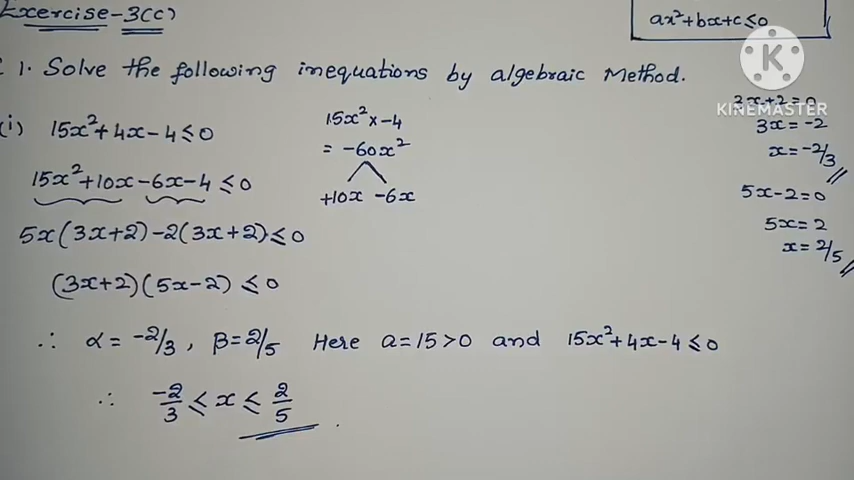 Exercise-3(c)
ax²+bx+c≤0
1. Solve the following inequations by algebraic Method.
(i) 15x²+4x-4≤0
15x²x-4
= -60x²
+10x -6x
15x²+10x-6x-4≤0
5x(3x+2)-2(3x+2)≤0
(3x+2)(5x-2)≤0
∴ α=-2/3, β=2/5 Here a=15>0 and 15x²+4x-4≤0
∴ -2/3 ≤ x ≤ 2/5
K
KINEMASTER
3x+2=0
3x=-2
x=-2/3
5x-2=0
5x=2
x=2/5